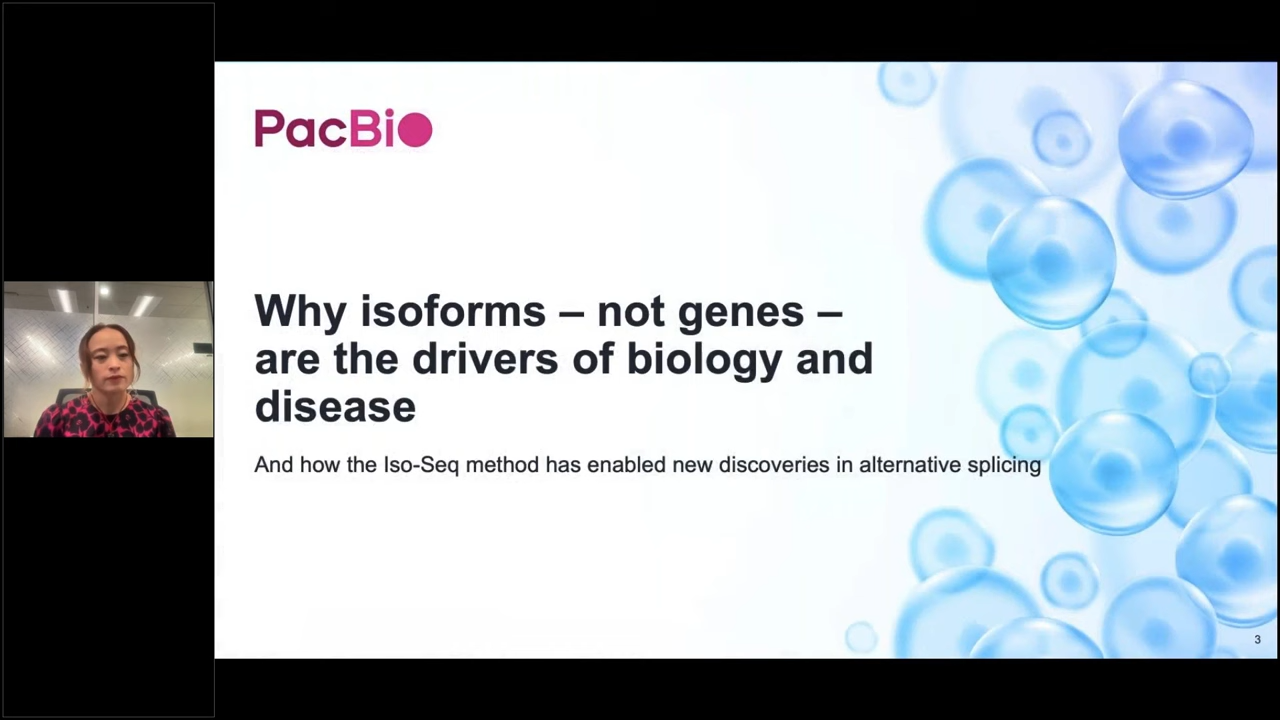 PacBio
Why isoforms – not genes –
are the drivers of biology and
disease
And how the Iso-Seq method has enabled new discoveries in alternative splicing
3